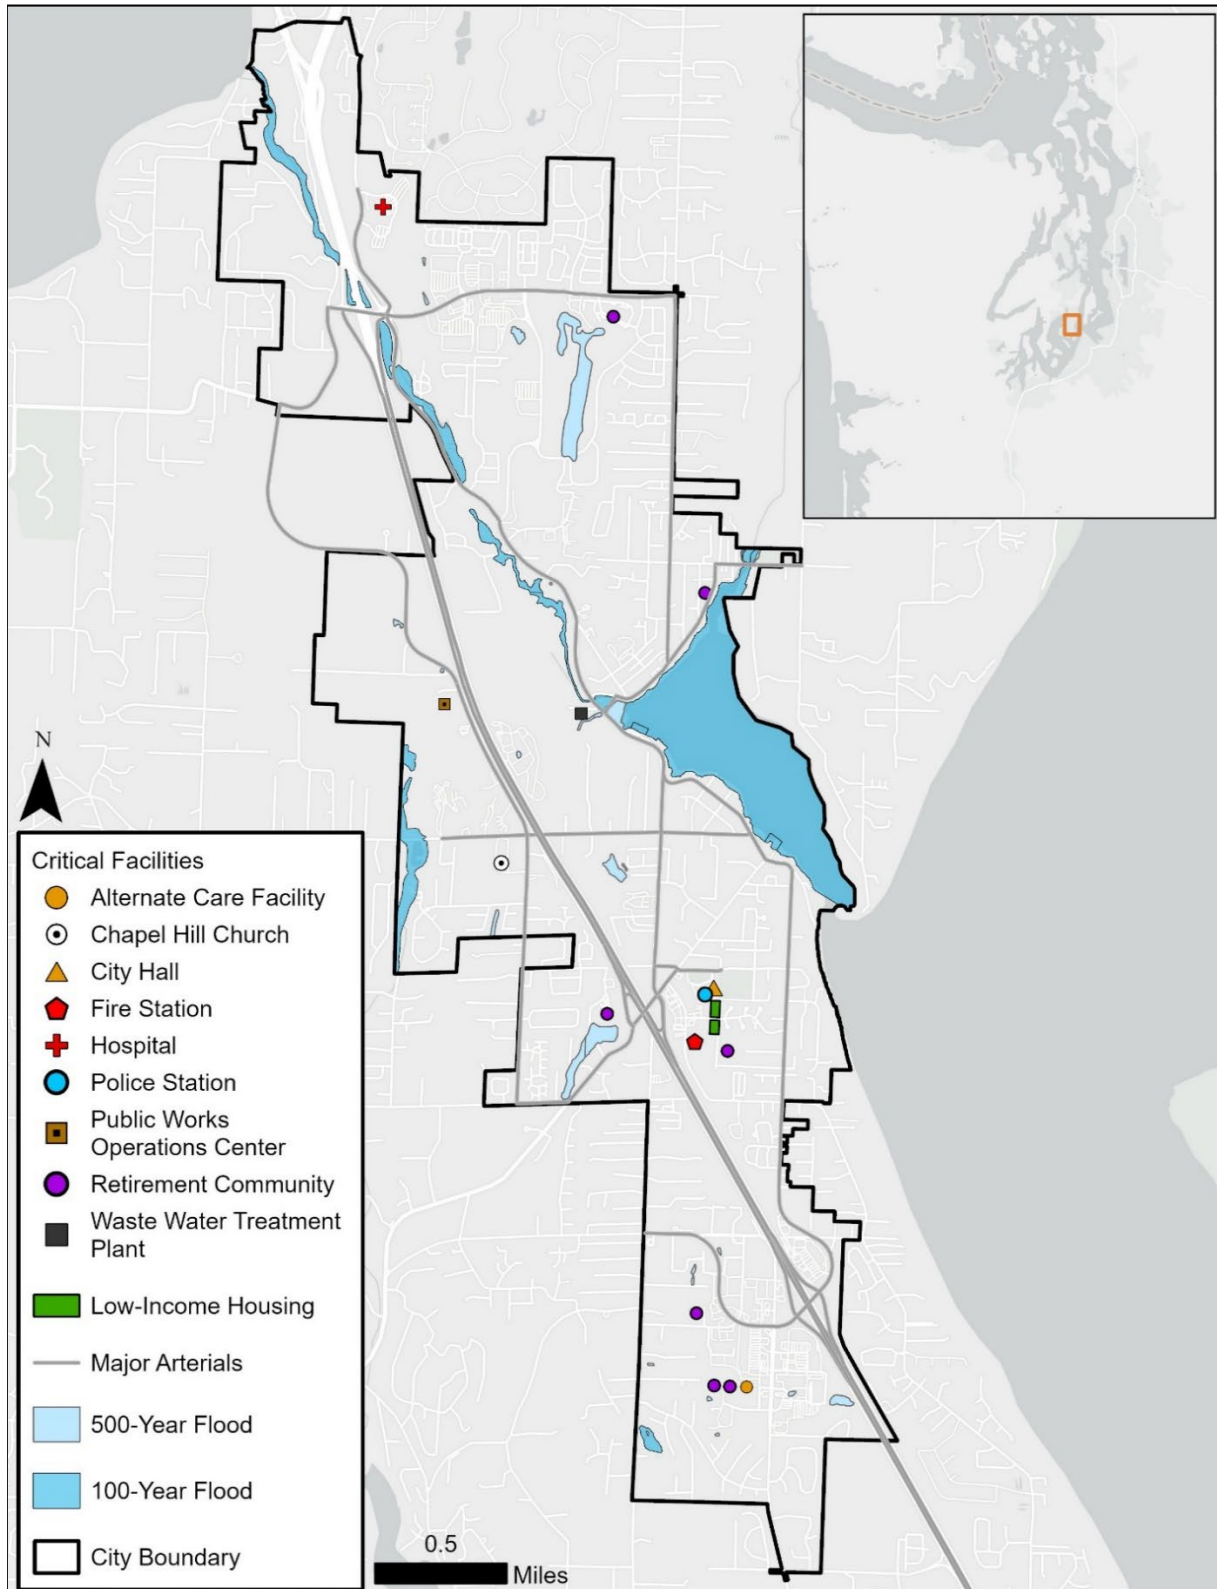 N
Critical Facilities
Alternate Care Facility
Chapel Hill Church
City Hall
Fire Station
Hospital
Police Station
Public Works
Operations Center
Retirement Community
Waste Water Treatment
Plant
Low-Income Housing
Major Arterials
500-Year Flood
100-Year Flood
City Boundary
0.5
Miles